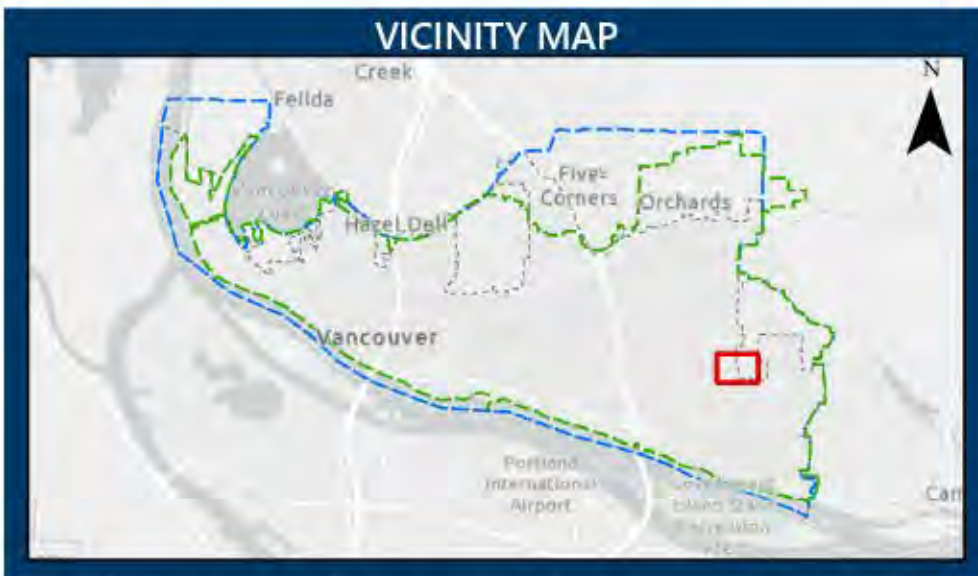 VICINITY MAP
Creek
N
Felida
Five-
Corners
Orchards
Hazel Dell
Vancouver
Portland
International
Airport